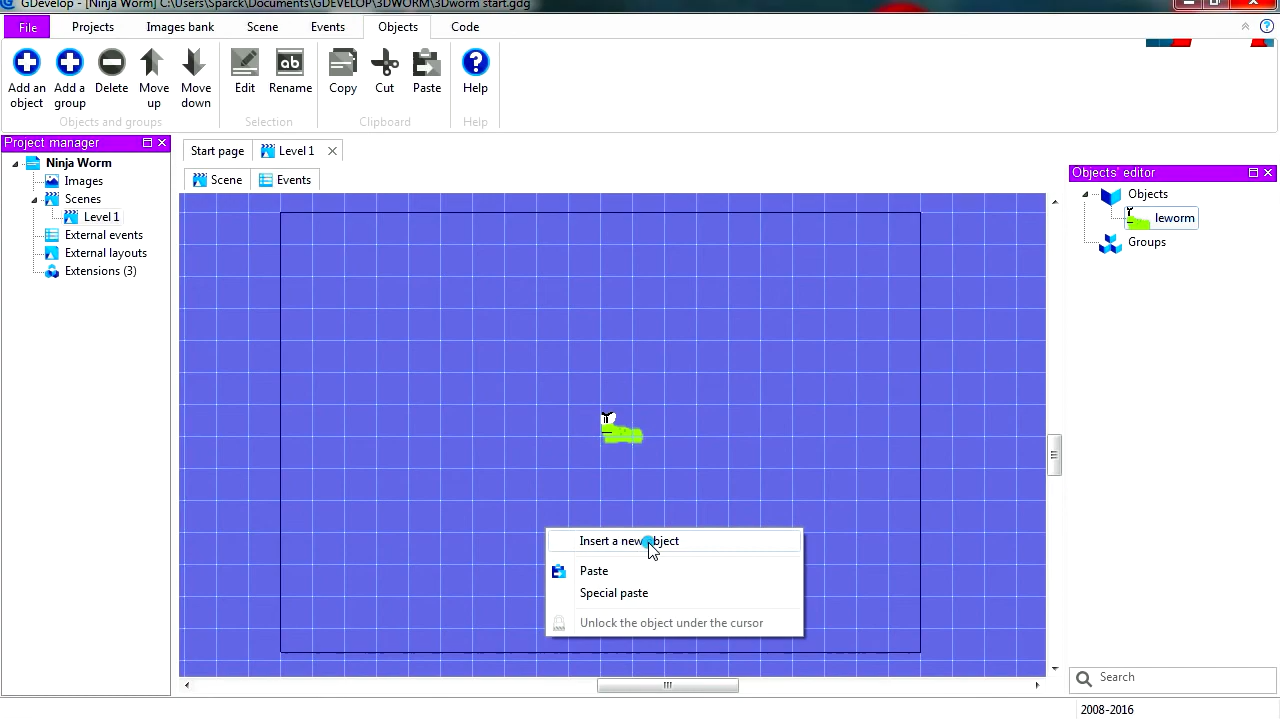 GDevelop - [Ninja Worm] C:\Users\Sparck\Documents\GDEVELOP\3DWORM\3Dworm start.gdg
File Projects Images bank Scene Events Objects Code
Add an object
Add a group
Delete
Move up
Move down
Edit
Rename
Copy
Cut
Paste
Help
Objects and groups
Selection
Clipboard
Help
Project manager
Ninja Worm
Images
Scenes
Level 1
External events
External layouts
Extensions (3)
Start page
Level 1
Scene
Events
Insert a new object
Paste
Special paste
Unlock the object under the cursor
Objects' editor
Objects
leworm
Groups
Search
2008-2016